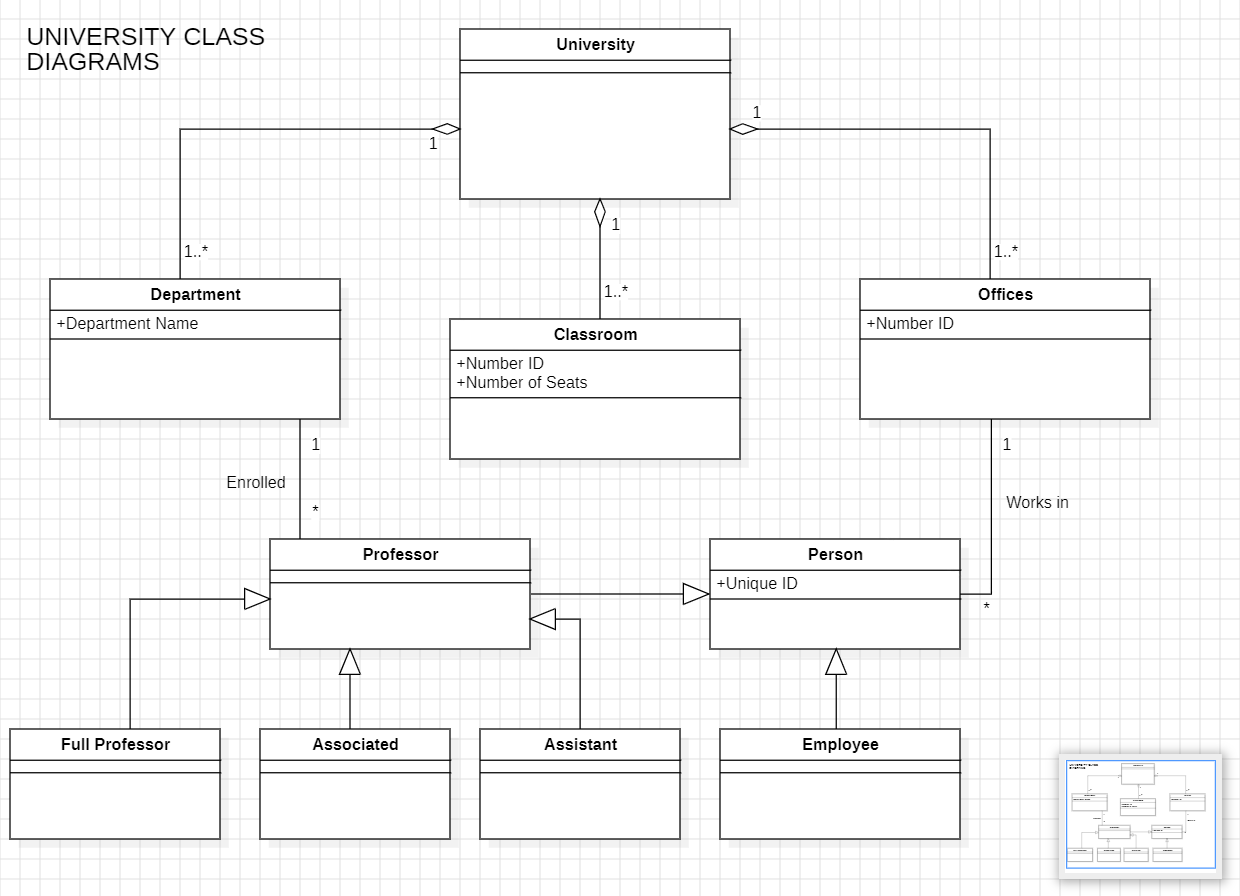 UNIVERSITY CLASS
DIAGRAMS
University
1
1
1
1..*
1..*
1..*
Department
+Department Name
Classroom
+Number ID
+Number of Seats
Offices
+Number ID
1
Enrolled
*
1
Works in
*
Professor
Person
+Unique ID
Full Professor
Associated
Assistant
Employee